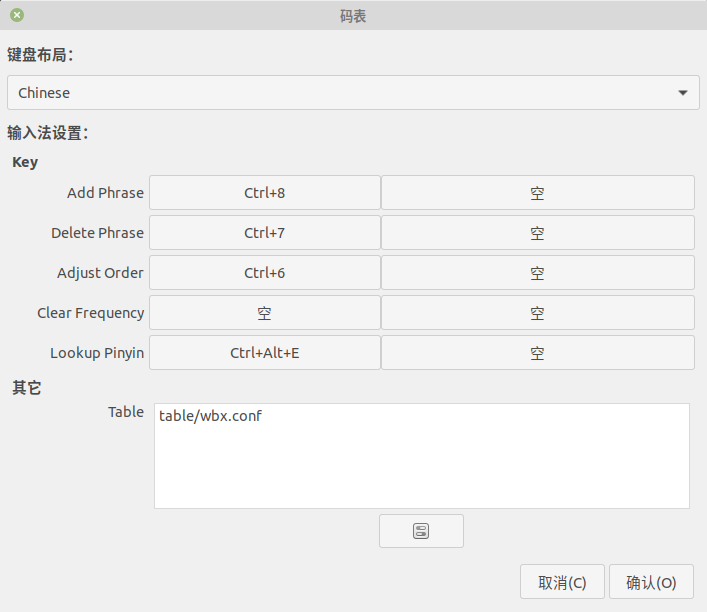 码表
键盘布局：
Chinese
输入法设置：
Key
Add Phrase Ctrl+8 空
Delete Phrase Ctrl+7 空
Adjust Order Ctrl+6 空
Clear Frequency 空 空
Lookup Pinyin Ctrl+Alt+E 空
其它
Table table/wbx.conf
取消(C) 确认(O)